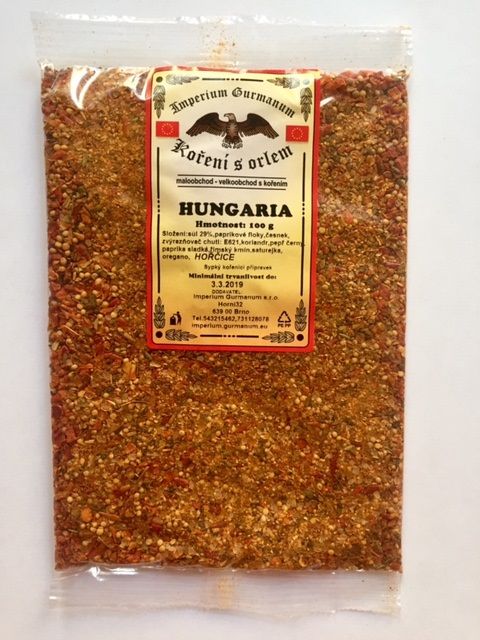 Imperium Gurmanum
Koření s orlem
maloobchod - velkoobchod s kořením
HUNGARIA
Hmotnost: 100 g
Složení:sůl 29%,paprikové floky,česnek,
zvýrazňovač chuti: E621,koriandr,pepř černý,
paprika sladká,římský kmín,saturejka,
oregano, HOŘČICE
Sypký kořenící přípravek
Minimální trvanlivost do:
3.3.2019
DODAVATEL:
Imperium Gurmanum s.r.o.
Horní32
639 00 Brno
Tel.543215462,731128078
imperium.gurmanum.eu
PE PP